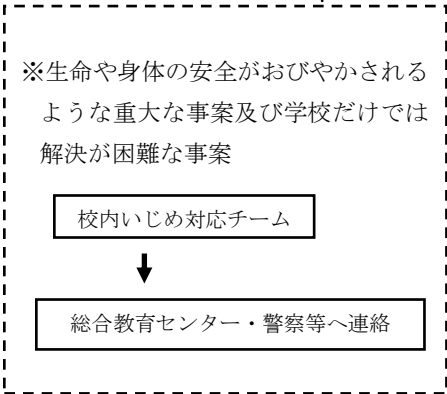 ※生命や身体の安全がおびやかされる
ような重大な事案及び学校だけでは
解決が困難な事案
校内いじめ対応チーム
総合教育センター・警察等へ連絡